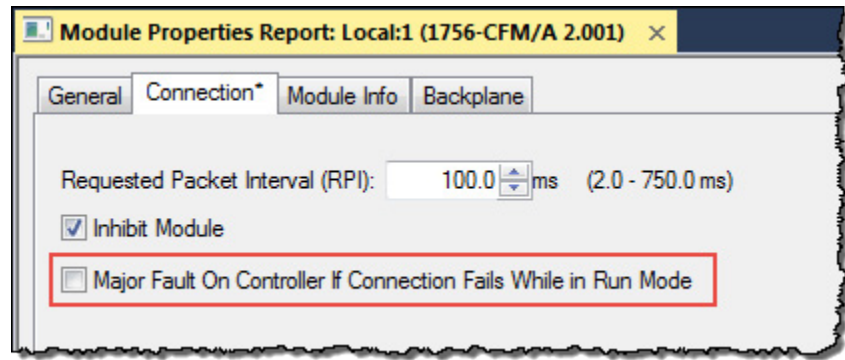 Module Properties Report: Local:1 (1756-CFM/A 2.001) ×
General Connection* Module Info Backplane
Requested Packet Interval (RPI): 100.0 ms (2.0 - 750.0 ms)
Inhibit Module
Major Fault On Controller If Connection Fails While in Run Mode